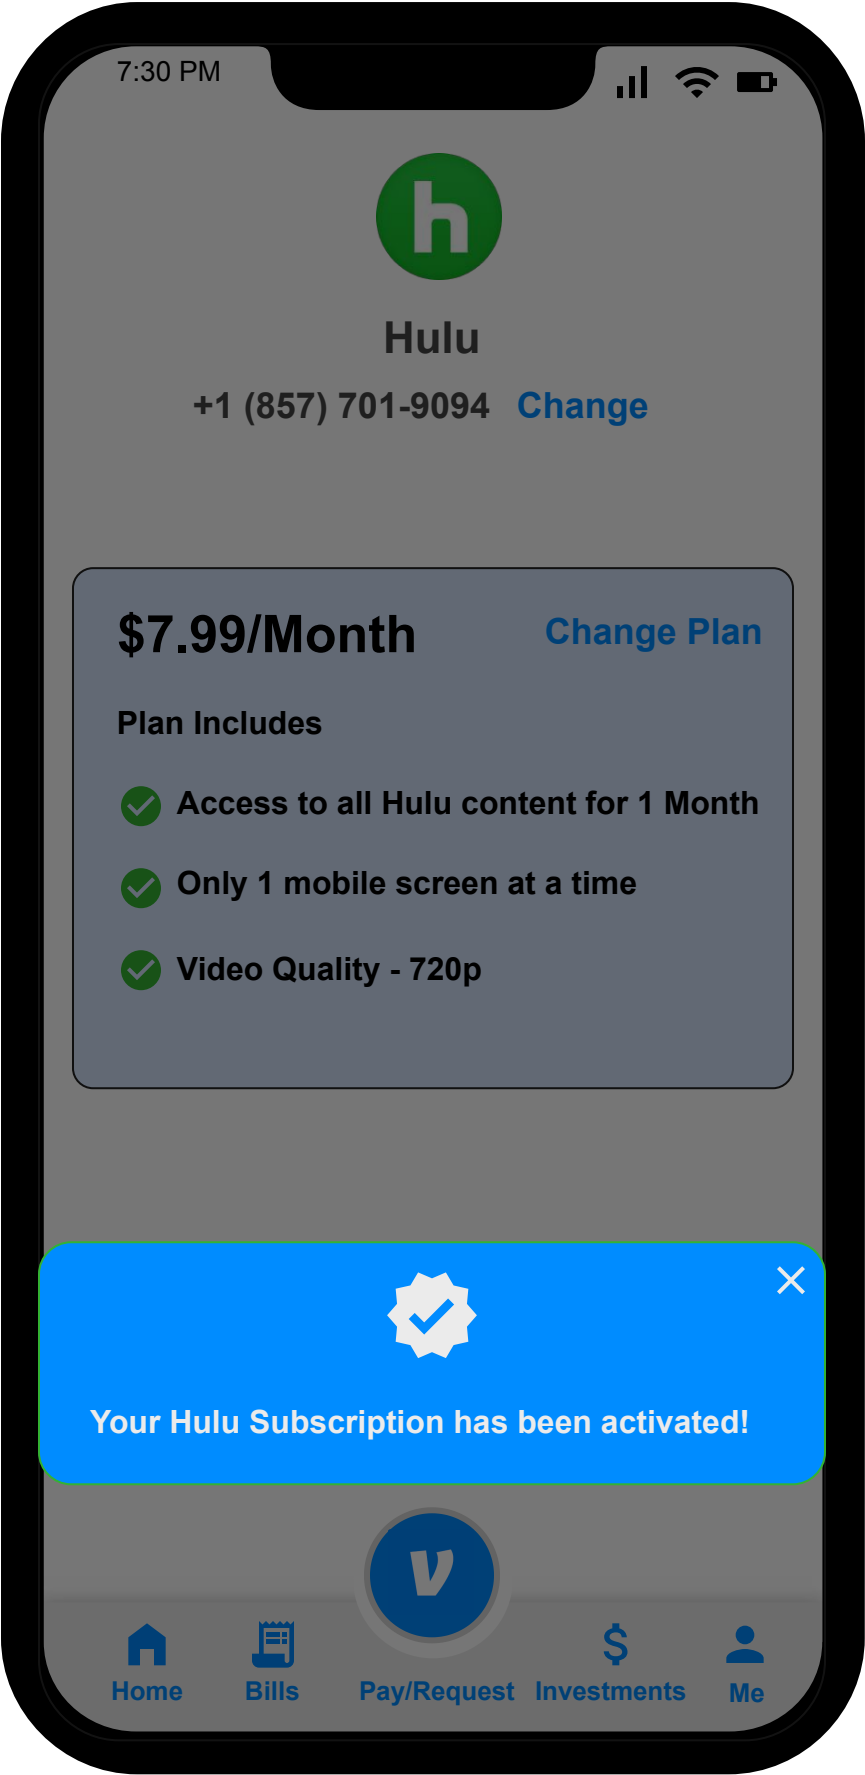 7:30 PM
h
Hulu
+1 (857) 701-9094 Change
$7.99/Month Change Plan
Plan Includes
Access to all Hulu content for 1 Month
Only 1 mobile screen at a time
Video Quality - 720p
Your Hulu Subscription has been activated!
v
$
Home Bills Pay/Request Investments Me